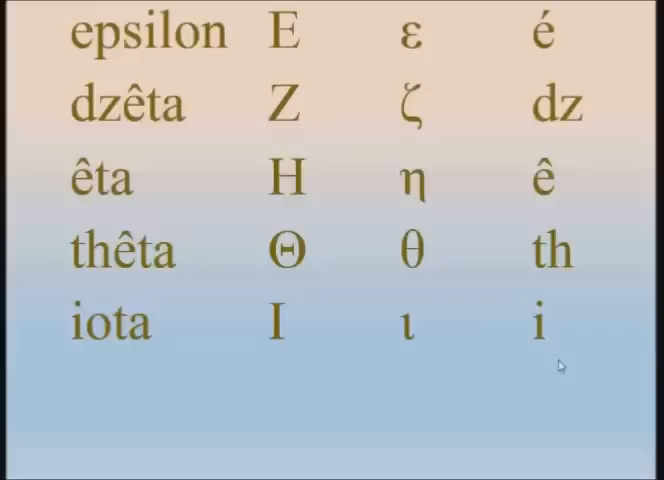 epsilon Ε ε é
dzêta Ζ ζ dz
êta Η η ê
thêta Θ θ th
iota Ι ι i